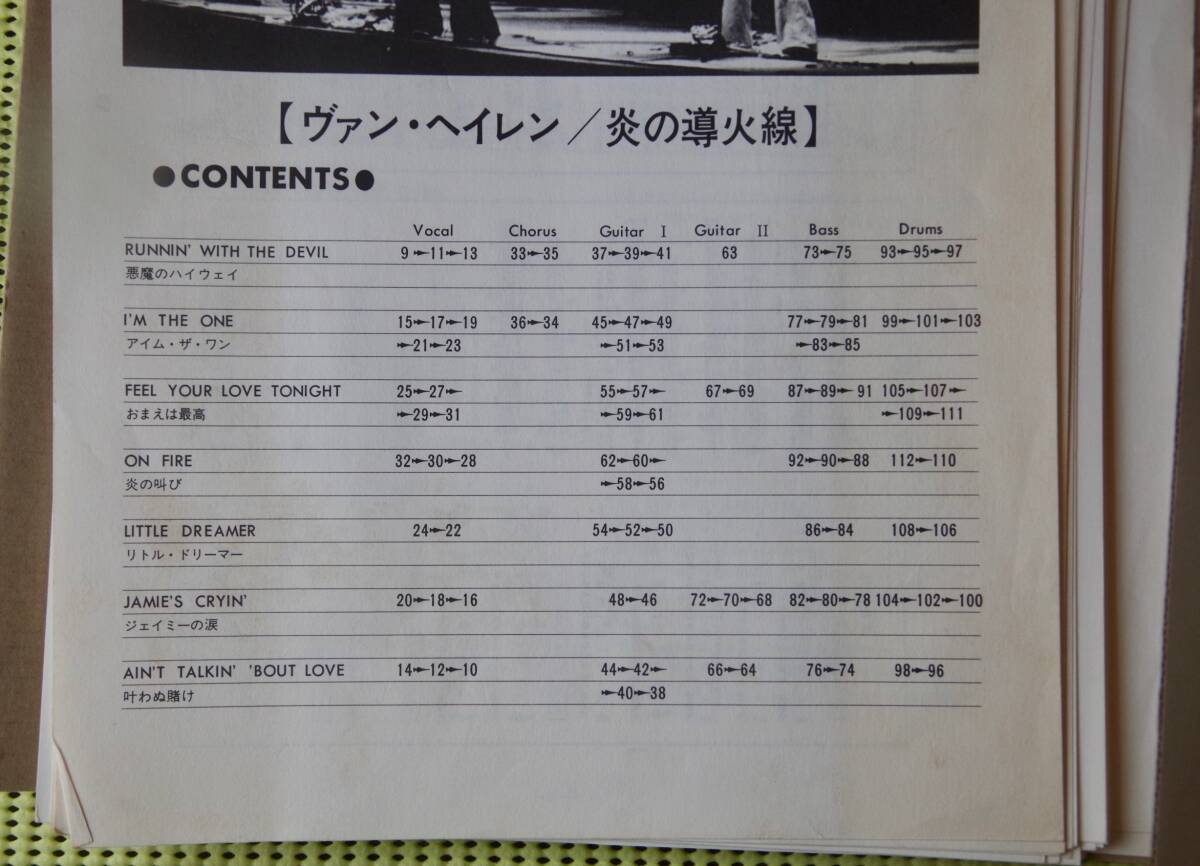 【ヴァン・ヘイレン／炎の導火線】
●CONTENTS●
Vocal Chorus Guitar I Guitar II Bass Drums
RUNNIN' WITH THE DEVIL 9➛11➛13 33➛35 37➛39➛41 63 73➛75 93➛95➛97
悪魔のハイウェイ
I'M THE ONE 15➛17➛19 36➛34 45➛47➛49 77➛79➛81 99➛101➛103
アイム・ザ・ワン ➛21➛23 ➛51➛53 ➛83➛85
FEEL YOUR LOVE TONIGHT 25➛27➛ 55➛57➛ 67➛69 87➛89➛91 105➛107➛
おまえは最高 ➛29➛31 ➛59➛61 ➛109➛111
ON FIRE 32➛30➛28 62➛60➛ 92➛90➛88 112➛110
炎の叫び ➛58➛56
LITTLE DREAMER 24➛22 54➛52➛50 86➛84 108➛106
リトル・ドリーマー
JAMIE'S CRYIN' 20➛18➛16 48➛46 72➛70➛68 82➛80➛78 104➛102➛100
ジェイミーの涙
AIN'T TALKIN' 'BOUT LOVE 14➛12➛10 44➛42➛ 66➛64 76➛74 98➛96
叶わぬ賭け ➛40➛38